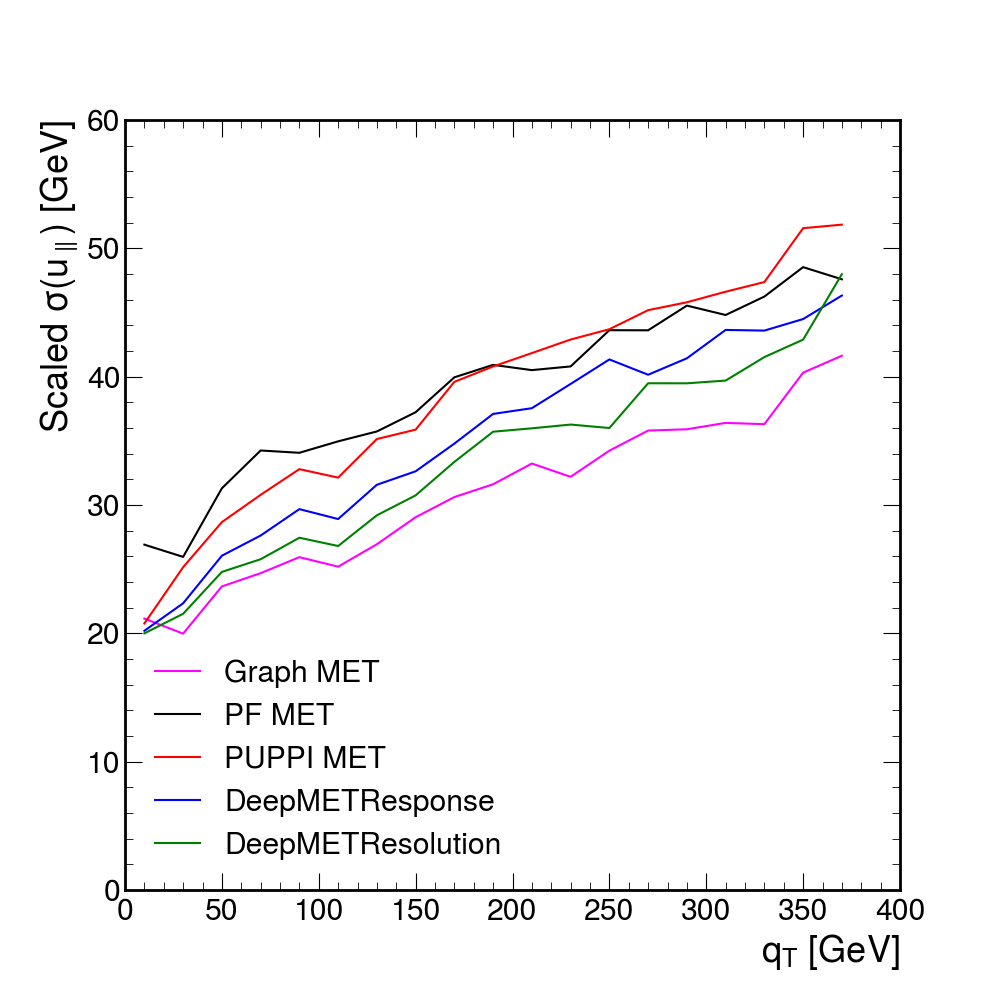 Scaled σ(u∥) [GeV]
60
50
40
30
20
10
0
Graph MET
PF MET
PUPPI MET
DeepMETResponse
DeepMETResolution
0 50 100 150 200 250 300 350 400
qT [GeV]